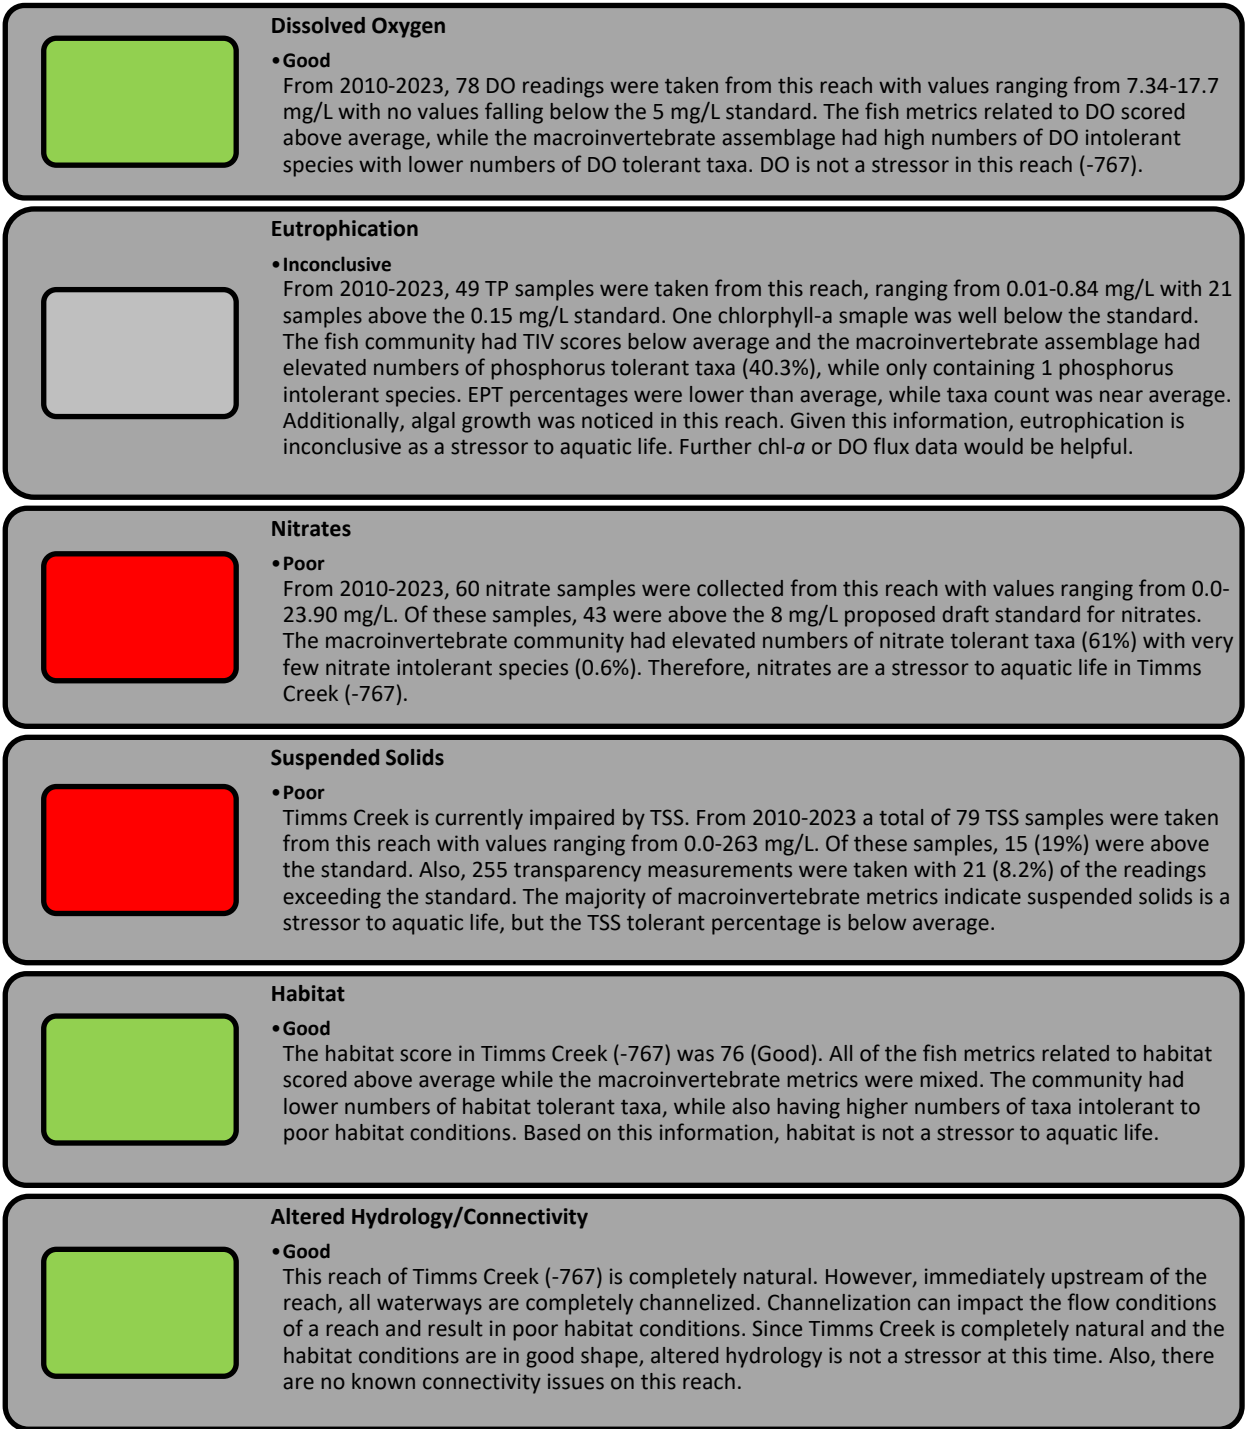 Dissolved Oxygen
•Good
From 2010-2023, 78 DO readings were taken from this reach with values ranging from 7.34-17.7
mg/L with no values falling below the 5 mg/L standard. The fish metrics related to DO scored
above average, while the macroinvertebrate assemblage had high numbers of DO intolerant
species with lower numbers of DO tolerant taxa. DO is not a stressor in this reach (-767).
Eutrophication
•Inconclusive
From 2010-2023, 49 TP samples were taken from this reach, ranging from 0.01-0.84 mg/L with 21
samples above the 0.15 mg/L standard. One chlorphyll-a smaple was well below the standard.
The fish community had TIV scores below average and the macroinvertebrate assemblage had
elevated numbers of phosphorus tolerant taxa (40.3%), while only containing 1 phosphorus
intolerant species. EPT percentages were lower than average, while taxa count was near average.
Additionally, algal growth was noticed in this reach. Given this information, eutrophication is
inconclusive as a stressor to aquatic life. Further chl-a or DO flux data would be helpful.
Nitrates
•Poor
From 2010-2023, 60 nitrate samples were collected from this reach with values ranging from 0.0-
23.90 mg/L. Of these samples, 43 were above the 8 mg/L proposed draft standard for nitrates.
The macroinvertebrate community had elevated numbers of nitrate tolerant taxa (61%) with very
few nitrate intolerant species (0.6%). Therefore, nitrates are a stressor to aquatic life in Timms
Creek (-767).
Suspended Solids
•Poor
Timms Creek is currently impaired by TSS. From 2010-2023 a total of 79 TSS samples were taken
from this reach with values ranging from 0.0-263 mg/L. Of these samples, 15 (19%) were above
the standard. Also, 255 transparency measurements were taken with 21 (8.2%) of the readings
exceeding the standard. The majority of macroinvertebrate metrics indicate suspended solids is a
stressor to aquatic life, but the TSS tolerant percentage is below average.
Habitat
•Good
The habitat score in Timms Creek (-767) was 76 (Good). All of the fish metrics related to habitat
scored above average while the macroinvertebrate metrics were mixed. The community had
lower numbers of habitat tolerant taxa, while also having higher numbers of taxa intolerant to
poor habitat conditions. Based on this information, habitat is not a stressor to aquatic life.
Altered Hydrology/Connectivity
•Good
This reach of Timms Creek (-767) is completely natural. However, immediately upstream of the
reach, all waterways are completely channelized. Channelization can impact the flow conditions
of a reach and result in poor habitat conditions. Since Timms Creek is completely natural and the
habitat conditions are in good shape, altered hydrology is not a stressor at this time. Also, there
are no known connectivity issues on this reach.